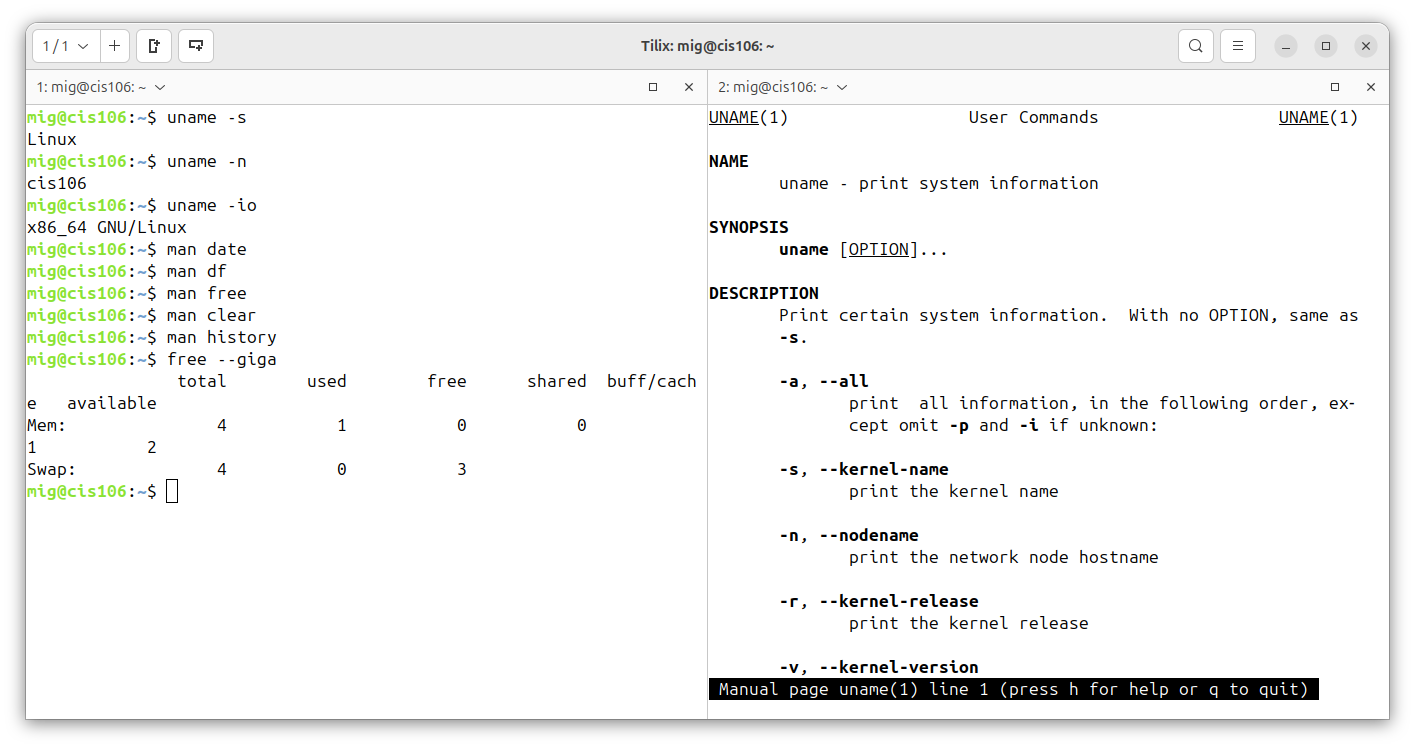 1 / 1
Tilix: mig@cis106: ~
1: mig@cis106: ~
mig@cis106:~$ uname -s
Linux
mig@cis106:~$ uname -n
cis106
mig@cis106:~$ uname -io
x86_64 GNU/Linux
mig@cis106:~$ man date
mig@cis106:~$ man df
mig@cis106:~$ man free
mig@cis106:~$ man clear
mig@cis106:~$ man history
mig@cis106:~$ free --giga
               total        used        free      shared  buff/cach
e   available
Mem:               4           1           0           0
1           2
Swap:              4           0           3
mig@cis106:~$
2: mig@cis106: ~
UNAME(1)                  User Commands                  UNAME(1)
NAME
       uname - print system information
SYNOPSIS
       uname [OPTION]...
DESCRIPTION
       Print certain system information.  With no OPTION, same as
       -s.
       -a, --all
              print  all information, in the following order, ex-
              cept omit -p and -i if unknown:
       -s, --kernel-name
              print the kernel name
       -n, --nodename
              print the network node hostname
       -r, --kernel-release
              print the kernel release
       -v, --kernel-version
 Manual page uname(1) line 1 (press h for help or q to quit)